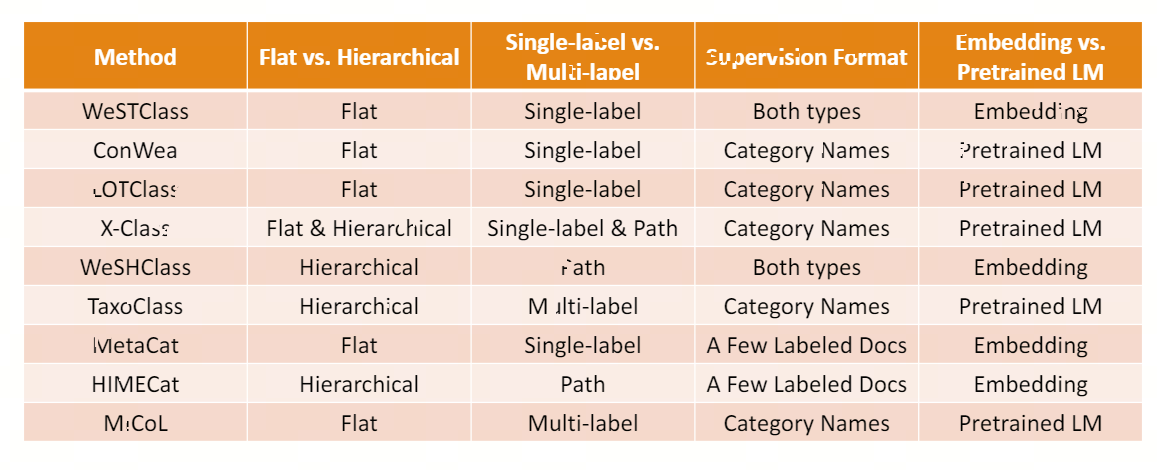 Method Flat vs. Hierarchical Single-label vs. Multi-label Supervision Format Embedding vs. Pretrained LM
WeSTClass Flat Single-label Both types Embedding
ConWea Flat Single-label Category Names Pretrained LM
LOTClass Flat Single-label Category Names Pretrained LM
X-Class Flat & Hierarchical Single-label & Path Category Names Pretrained LM
WeSHClass Hierarchical Path Both types Embedding
TaxoClass Hierarchical Multi-label Category Names Pretrained LM
MetaCat Flat Single-label A Few Labeled Docs Embedding
HIMECat Hierarchical Path A Few Labeled Docs Embedding
MICoL Flat Multi-label Category Names Pretrained LM